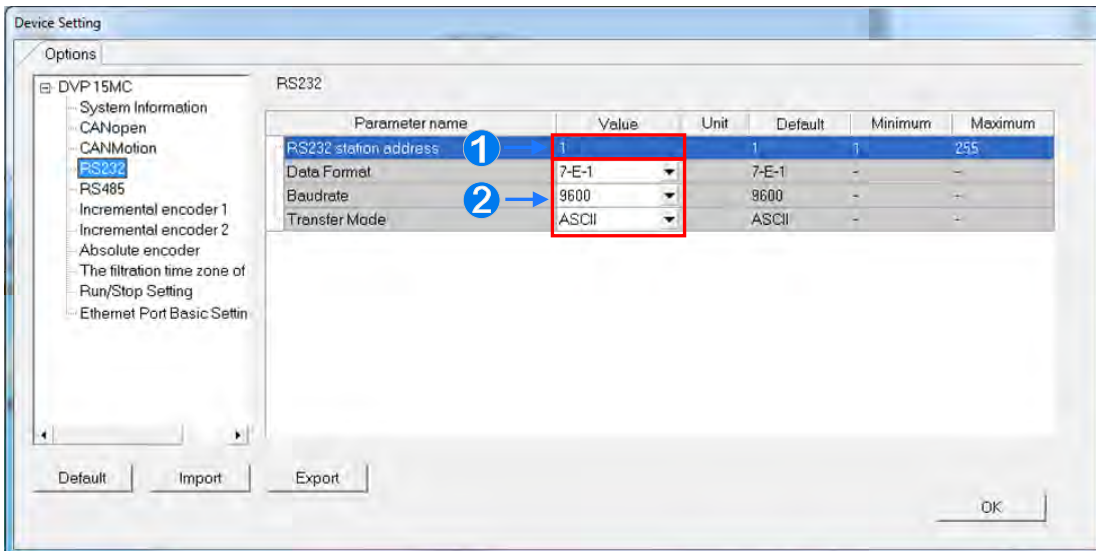 Device Setting
Options
DVP 15MC
System Information
CANopen
CANMotion
RS232
RS485
Incremental encoder 1
Incremental encoder 2
Absolute encoder
The filtration time zone of
Run/Stop Setting
Ethernet Port Basic Settin
RS232
Parameter name Value Unit Default Minimum Maximum
RS232 station address 1 1 1 1 255
Data Format 7-E-1 7-E-1 - -
Baudrate 2 9600 9600 - -
Transfer Mode ASCII ASCII - -
Default Import Export
OK